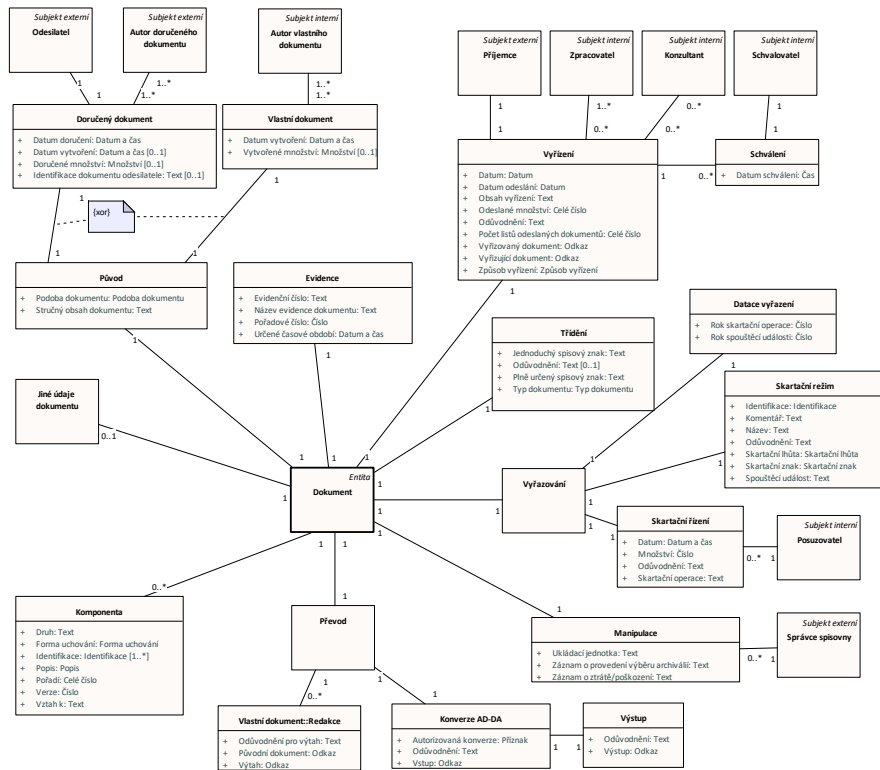 Subjekt externí
Odesilatel
Subjekt externí
Autor doručeného
dokumentu
Subjekt interní
Autor vlastního
dokumentu
Subjekt externí
Příjemce
Subjekt interní
Zpracovatel
Subjekt interní
Konzultant
Subjekt interní
Schvalovatel
1
1..*
1..*
1
1..*
1..*
1
1..*
0..*
1
1
0..*
0..*
1
Doručený dokument
+ Datum doručení: Datum a čas
+ Datum vytvoření: Datum a čas [0..1]
+ Doručené množství: Množství [0..1]
+ Identifikace dokumentu odesilatele: Text [0..1]
Vlastní dokument
+ Datum vytvoření: Datum a čas
+ Vytvořené množství: Množství [0..1]
Vyřízení
+ Datum: Datum
+ Datum odeslání: Datum
+ Obsah vyřízení: Text
+ Odeslané množství: Celé číslo
+ Odůvodnění: Text
+ Počet listů odeslaných dokumentů: Celé číslo
+ Vyřizovaný dokument: Odkaz
+ Vyřizující dokument: Odkaz
+ Způsob vyřízení: Způsob vyřízení
1
0..*
Schválení
+ Datum schválení: Čas
1
1
{xor}
1
1
1
Původ
+ Podoba dokumentu: Podoba dokumentu
+ Stručný obsah dokumentu: Text
1
Evidence
+ Evidenční číslo: Text
+ Název evidence dokumentu: Text
+ Pořadové číslo: Číslo
+ Určené časové období: Datum a čas
1
Třídění
+ Jednoduchý spisový znak: Text
+ Odůvodnění: Text [0..1]
+ Plně určený spisový znak: Text
+ Typ dokumentu: Typ dokumentu
1
Datace vyřazení
+ Rok skartační operace: Číslo
+ Rok spouštěcí události: Číslo
1
Skartační režim
+ Identifikace: Identifikace
+ Komentář: Text
+ Název: Text
+ Odůvodnění: Text
+ Skartační lhůta: Skartační lhůta
+ Skartační znak: Skartační znak
+ Spouštěcí událost: Text
1
Jiné údaje
dokumentu
0..1
1
1
1
1
1
1
1
1
Entita
Dokument
1
1
1
1
Vyřazování
1
1
1
1
Skartační řízení
+ Datum: Datum a čas
+ Množství: Číslo
+ Odůvodnění: Text
+ Skartační operace: Text
0..*
1
Subjekt interní
Posuzovatel
0..*
Komponenta
+ Druh: Text
+ Forma uchování: Forma uchování
+ Identifikace: Identifikace [1..*]
+ Popis: Popis
+ Pořadí: Celé číslo
+ Verze: Číslo
+ Vztah k: Text
1
Převod
1
1
1
Manipulace
+ Ukládací jednotka: Text
+ Záznam o provedení výběru archiválií: Text
+ Záznam o ztrátě/poškození: Text
0..*
1
Subjekt externí
Správce spisovny
0..*
Vlastní dokument::Redakce
+ Odůvodnění pro výtah: Text
+ Původní dokument: Odkaz
+ Výtah: Odkaz
1
Konverze AD-DA
+ Autorizovaná konverze: Příznak
+ Odůvodnění: Text
+ Vstup: Odkaz
1
1
Výstup
+ Odůvodnění: Text
+ Výstup: Odkaz